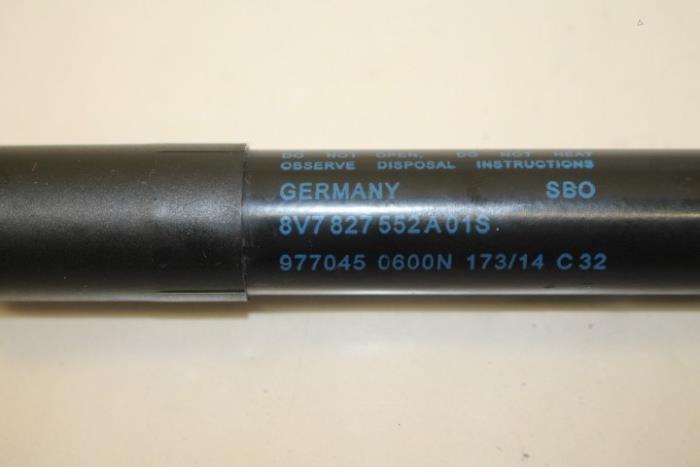 DO NOT OPEN, DO NOT HEAT
OBSERVE DISPOSAL INSTRUCTIONS
GERMANY SBO
8V7 827 552 A 01S
977045 0600N 173/14 C 32